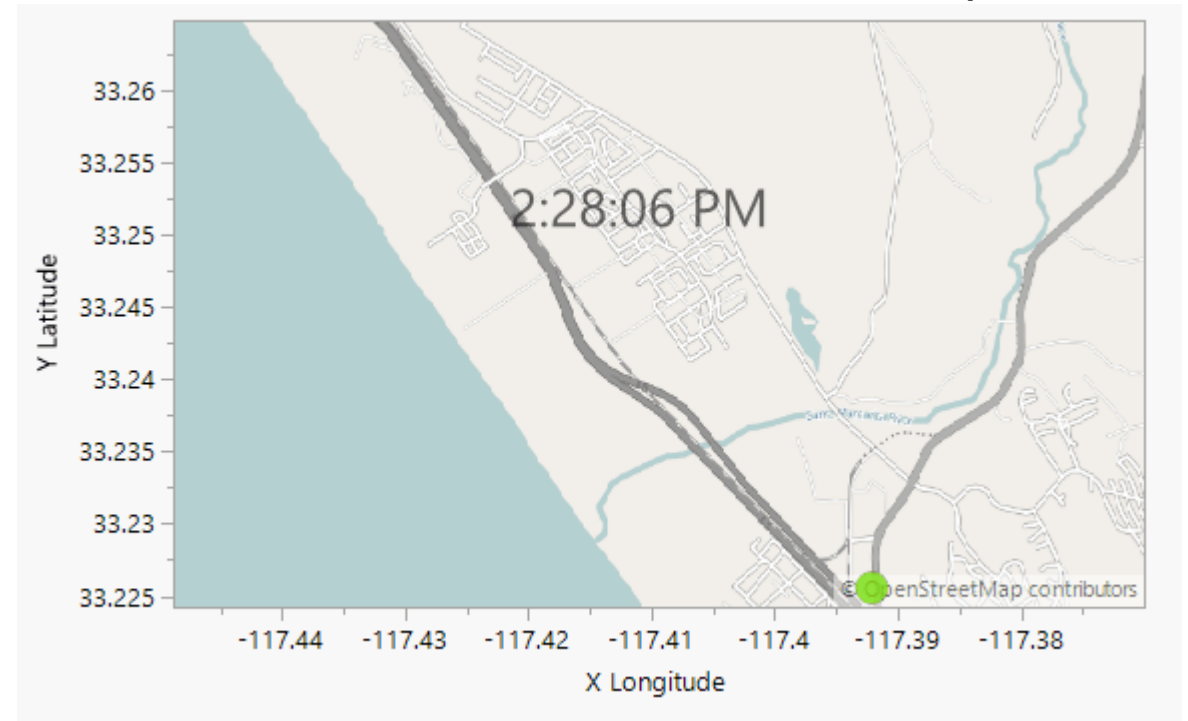 33.26
33.255
33.25
33.245
33.24
33.235
33.23
33.225
Y Latitude
2:28:06 PM
© OpenStreetMap contributors
-117.44 -117.43 -117.42 -117.41 -117.4 -117.39 -117.38
X Longitude